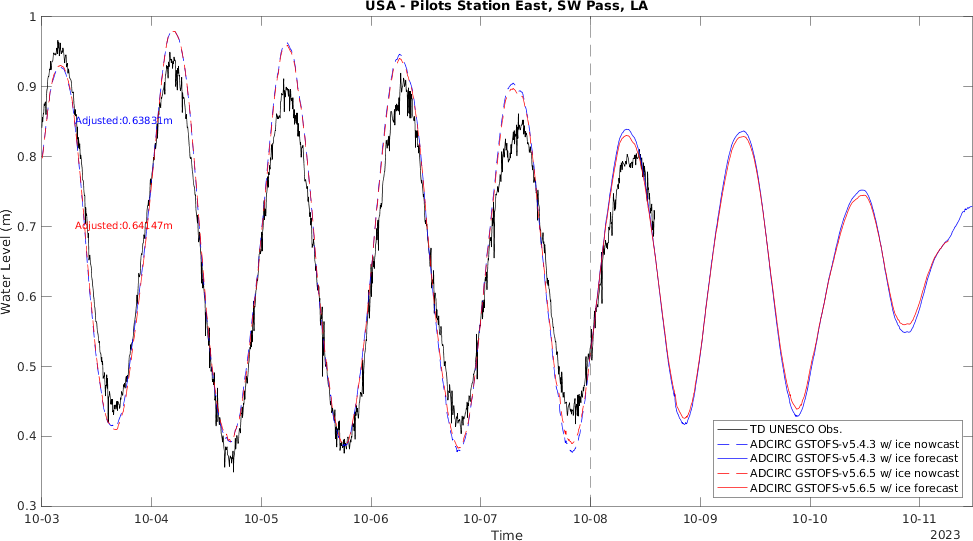 USA - Pilots Station East, SW Pass, LA
1
0.9
0.8
0.7
0.6
0.5
0.4
0.3
Water Level (m)
Adjusted:0.63831m
Adjusted:0.64147m
TD UNESCO Obs.
ADCIRC GSTOFS-v5.4.3 w/ ice nowcast
ADCIRC GSTOFS-v5.4.3 w/ ice forecast
ADCIRC GSTOFS-v5.6.5 w/ ice nowcast
ADCIRC GSTOFS-v5.6.5 w/ ice forecast
10-03 10-04 10-05 10-06 10-07 10-08 10-09 10-10 10-11
Time
2023